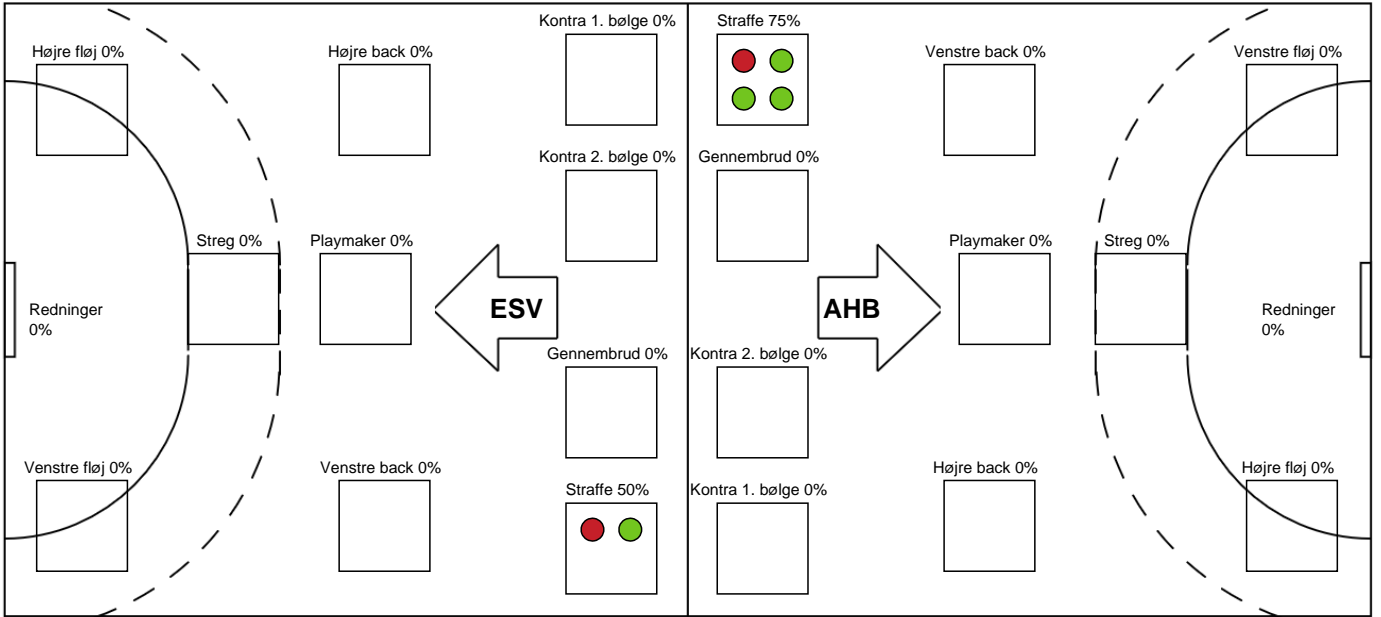 Kontra 1. bølge 0%
Straffe 75%
Højre fløj 0%
Højre back 0%
Venstre back 0%
Venstre fløj 0%
Kontra 2. bølge 0%
Gennembrud 0%
Streg 0%
Playmaker 0%
Playmaker 0%
Streg 0%
Redninger
0%
ESV
AHB
Redninger
0%
Gennembrud 0%
Kontra 2. bølge 0%
Venstre fløj 0%
Venstre back 0%
Højre back 0%
Højre fløj 0%
Straffe 50%
Kontra 1. bølge 0%